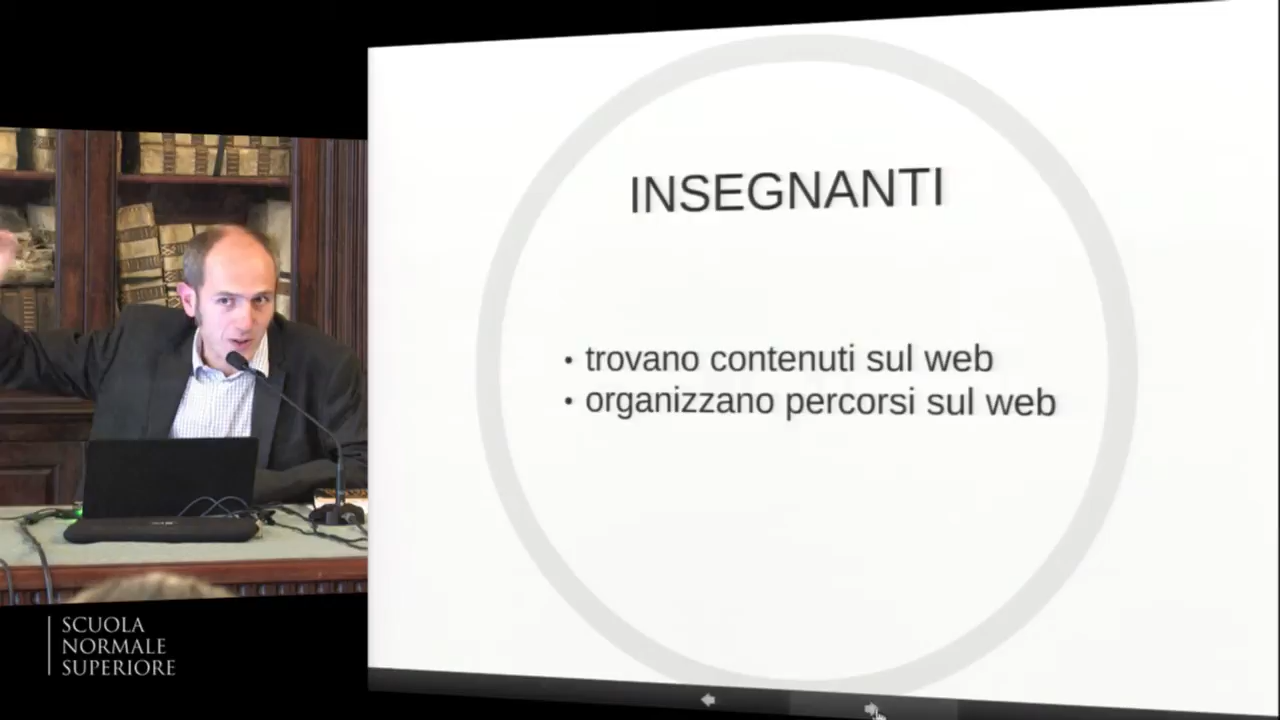 INSEGNANTI
• trovano contenuti sul web
• organizzano percorsi sul web
SCUOLA
NORMALE
SUPERIORE